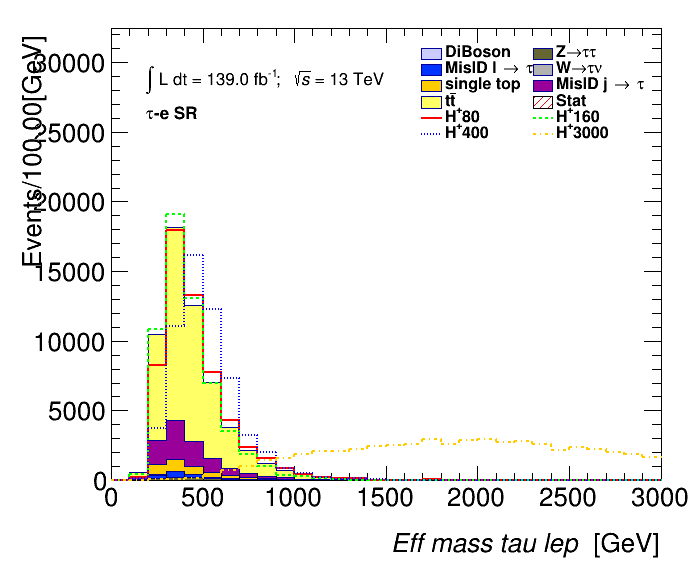 Events/100.00[GeV]
30000
25000
20000
15000
10000
5000
0
∫ L dt = 139.0 fb⁻¹; √s = 13 TeV
τ-e SR
DiBoson
MisID l → τ
single top
tt̄
H⁺80
H⁺400
Z→ττ
W→τν
MisID j → τ
Stat
H⁺160
H⁺3000
0 500 1000 1500 2000 2500 3000
Eff mass tau lep [GeV]